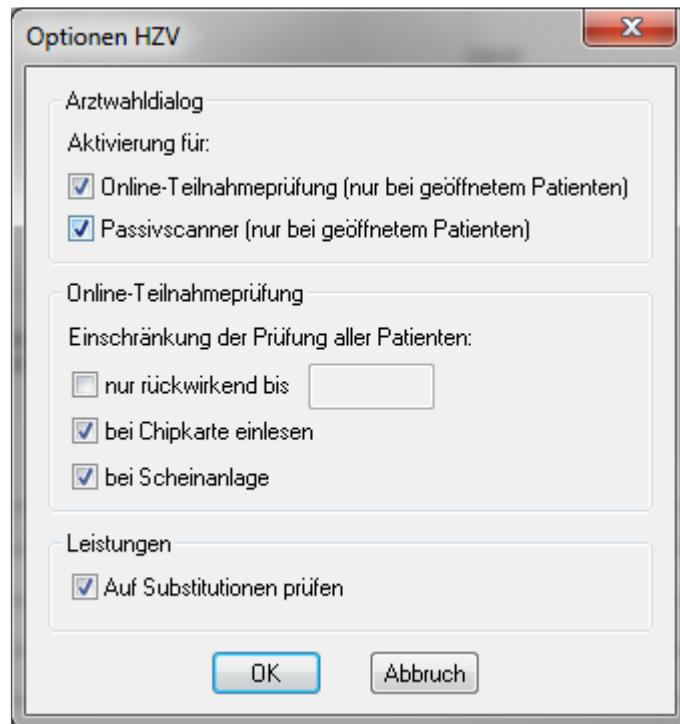 Optionen HZV
Arztwahldialog
Aktivierung für:
Online-Teilnahmeprüfung (nur bei geöffnetem Patienten)
Passivscanner (nur bei geöffnetem Patienten)
Online-Teilnahmeprüfung
Einschränkung der Prüfung aller Patienten:
nur rückwirkend bis
bei Chipkarte einlesen
bei Scheinanlage
Leistungen
Auf Substitutionen prüfen
OK Abbruch